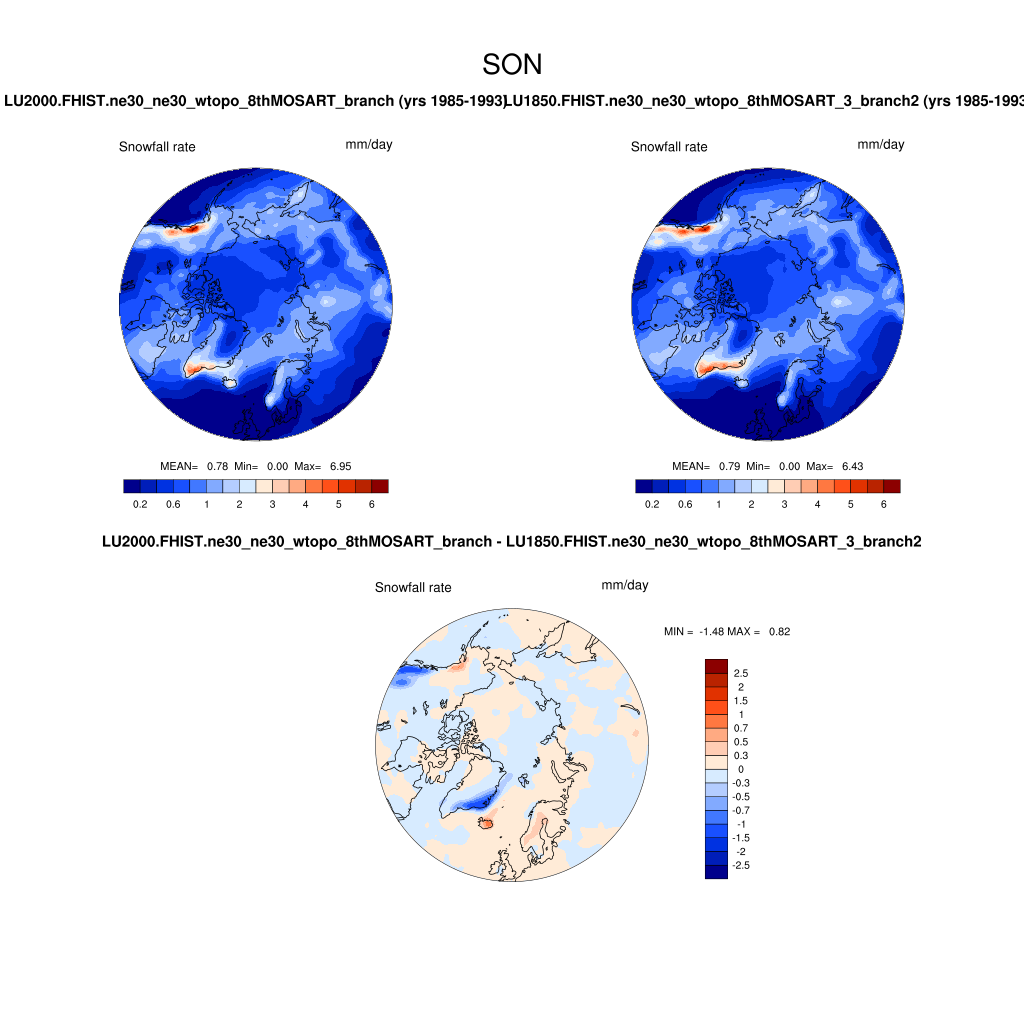 SON
LU2000.FHIST.ne30_ne30_wtopo_8thMOSART_branch (yrs 1985-1993)
LU1850.FHIST.ne30_ne30_wtopo_8thMOSART_3_branch2 (yrs 1985-1993
Snowfall rate mm/day
Snowfall rate mm/day
MEAN= 0.78 Min= 0.00 Max= 6.95
MEAN= 0.79 Min= 0.00 Max= 6.43
0.2 0.6 1 2 3 4 5 6
0.2 0.6 1 2 3 4 5 6
LU2000.FHIST.ne30_ne30_wtopo_8thMOSART_branch - LU1850.FHIST.ne30_ne30_wtopo_8thMOSART_3_branch2
Snowfall rate mm/day
MIN = -1.48 MAX = 0.82
2.5
2
1.5
1
0.7
0.5
0.3
0
-0.3
-0.5
-0.7
-1
-1.5
-2
-2.5